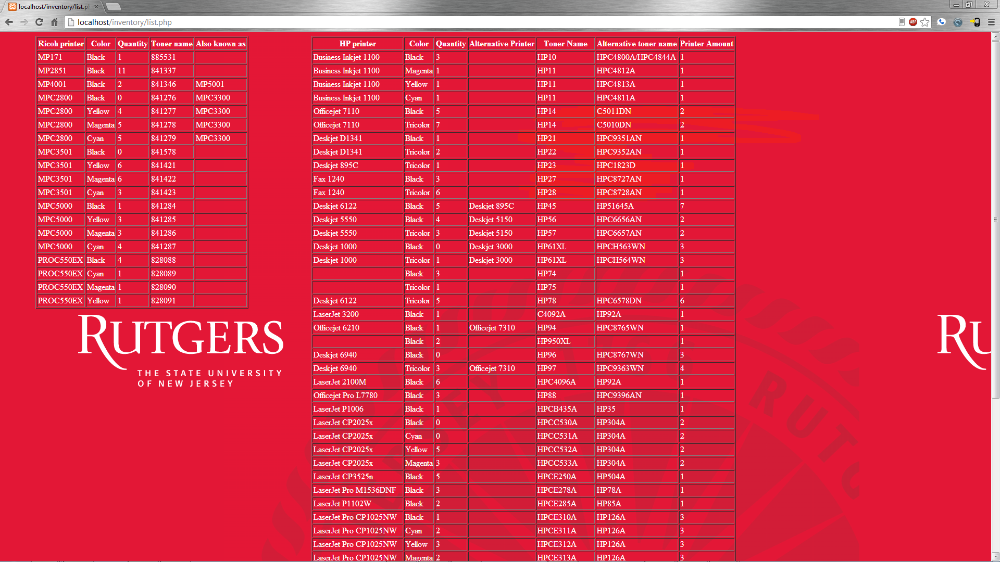 localhost/inventory/list.p
localhost/inventory/list.php
ABP
Ricoh printer Color Quantity Toner name Also known as
MP171 Black 1 885531
MP2851 Black 11 841337
MP4001 Black 2 841346 MP5001
MPC2800 Black 0 841276 MPC3300
MPC2800 Yellow 4 841277 MPC3300
MPC2800 Magenta 5 841278 MPC3300
MPC2800 Cyan 5 841279 MPC3300
MPC3501 Black 0 841578
MPC3501 Yellow 6 841421
MPC3501 Magenta 6 841422
MPC3501 Cyan 3 841423
MPC5000 Black 1 841284
MPC5000 Yellow 3 841285
MPC5000 Magenta 3 841286
MPC5000 Cyan 4 841287
PROC550EX Black 4 828088
PROC550EX Cyan 1 828089
PROC550EX Magenta 1 828090
PROC550EX Yellow 1 828091
RUTGERS
THE STATE UNIVERSITY
OF NEW JERSEY
HP printer Color Quantity Alternative Printer Toner Name Alternative toner name Printer Amount
Business Inkjet 1100 Black 3 HP10 HPC4800A/HPC4844A 1
Business Inkjet 1100 Magenta 1 HP11 HPC4812A 1
Business Inkjet 1100 Yellow 1 HP11 HPC4813A 1
Business Inkjet 1100 Cyan 1 HP11 HPC4811A 1
Officejet 7110 Black 5 HP14 C5011DN 2
Officejet 7110 Tricolor 7 HP14 C5010DN 2
Deskjet D1341 Black 1 HP21 HPC9351AN 1
Deskjet D1341 Tricolor 2 HP22 HPC9352AN 1
Deskjet 895C Tricolor 1 HP23 HPC1823D 1
Fax 1240 Black 3 HP27 HPC8727AN 1
Fax 1240 Tricolor 6 HP28 HPC8728AN 1
Deskjet 6122 Black 5 Deskjet 895C HP45 HP51645A 7
Deskjet 5550 Black 4 Deskjet 5150 HP56 HPC6656AN 2
Deskjet 5550 Tricolor 3 Deskjet 5150 HP57 HPC6657AN 2
Deskjet 1000 Black 0 Deskjet 3000 HP61XL HPCH563WN 3
Deskjet 1000 Tricolor 1 Deskjet 3000 HP61XL HPCH564WN 3
Black 3 HP74 1
Tricolor 1 HP75 1
Deskjet 6122 Tricolor 5 HP78 HPC6578DN 6
LaserJet 3200 Black 1 C4092A HP92A 1
Officejet 6210 Black 1 Officejet 7310 HP94 HPC8765WN 1
Black 2 HP950XL 1
Deskjet 6940 Black 0 HP96 HPC8767WN 3
Deskjet 6940 Tricolor 3 Officejet 7310 HP97 HPC9363WN 4
LaserJet 2100M Black 6 HPC4096A HP92A 1
Officejet Pro L7780 Black 3 HP88 HPC9396AN 1
LaserJet P1006 Black 1 HPCB435A HP35 1
LaserJet CP2025x Black 0 HPCC530A HP304A 2
LaserJet CP2025x Cyan 0 HPCC531A HP304A 2
LaserJet CP2025x Yellow 5 HPCC532A HP304A 2
LaserJet CP2025x Magenta 3 HPCC533A HP304A 2
LaserJet CP3525n Black 5 HPCE250A HP504A 1
LaserJet Pro M1536DNF Black 3 HPCE278A HP78A 1
LaserJet P1102W Black 2 HPCE285A HP85A 1
LaserJet Pro CP1025NW Black 1 HPCE310A HP126A 3
LaserJet Pro CP1025NW Cyan 2 HPCE311A HP126A 3
LaserJet Pro CP1025NW Yellow 3 HPCE312A HP126A 3
LaserJet Pro CP1025NW Magenta 2 HPCE313A HP126A 3
RU
RUTG